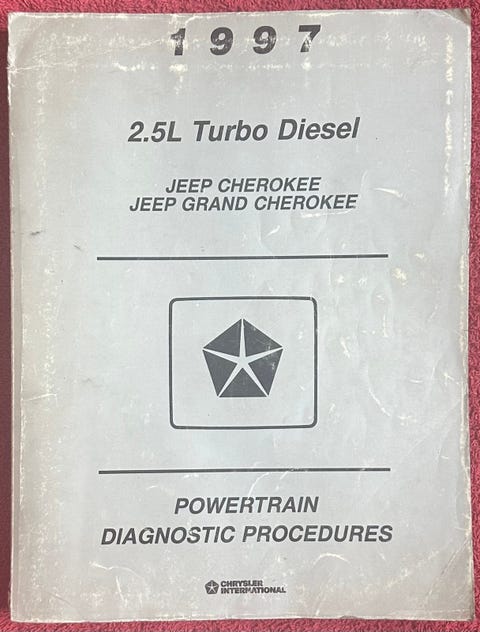 1997
2.5L Turbo Diesel
JEEP CHEROKEE
JEEP GRAND CHEROKEE
POWERTRAIN
DIAGNOSTIC PROCEDURES
CHRYSLER
INTERNATIONAL